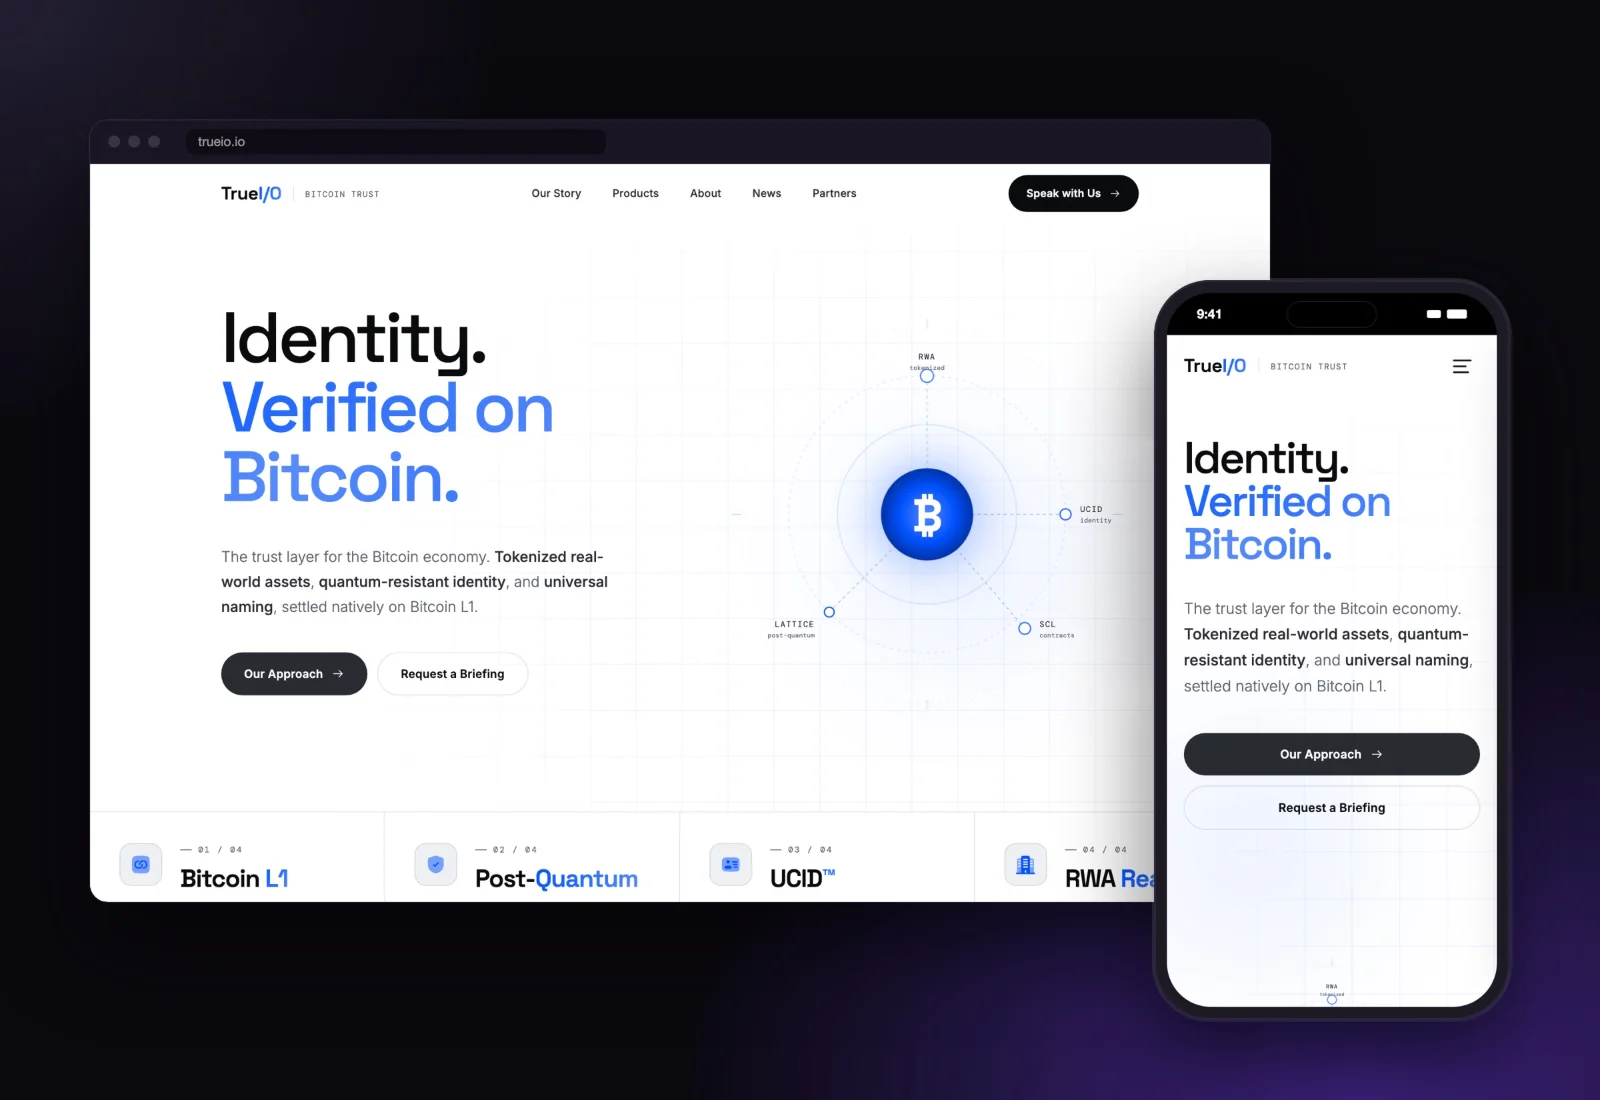 trueio.io
TrueI/O BITCOIN TRUST
Our Story Products About News Partners
Speak with Us →
Identity.
Verified on
Bitcoin.
The trust layer for the Bitcoin economy. Tokenized real-
world assets, quantum-resistant identity, and universal
naming, settled natively on Bitcoin L1.
Our Approach →
Request a Briefing
RWA
tokenized
UCID
identity
LATTICE
post-quantum
SCL
contracts
— 01 / 04
Bitcoin L1
— 02 / 04
Post-Quantum
— 03 / 04
UCID™
— 04 / 04
RWA Rea
9:41
TrueI/O BITCOIN TRUST
Identity.
Verified on
Bitcoin.
The trust layer for the Bitcoin economy.
Tokenized real-world assets, quantum-
resistant identity, and universal naming,
settled natively on Bitcoin L1.
Our Approach →
Request a Briefing
RWA
tokenized